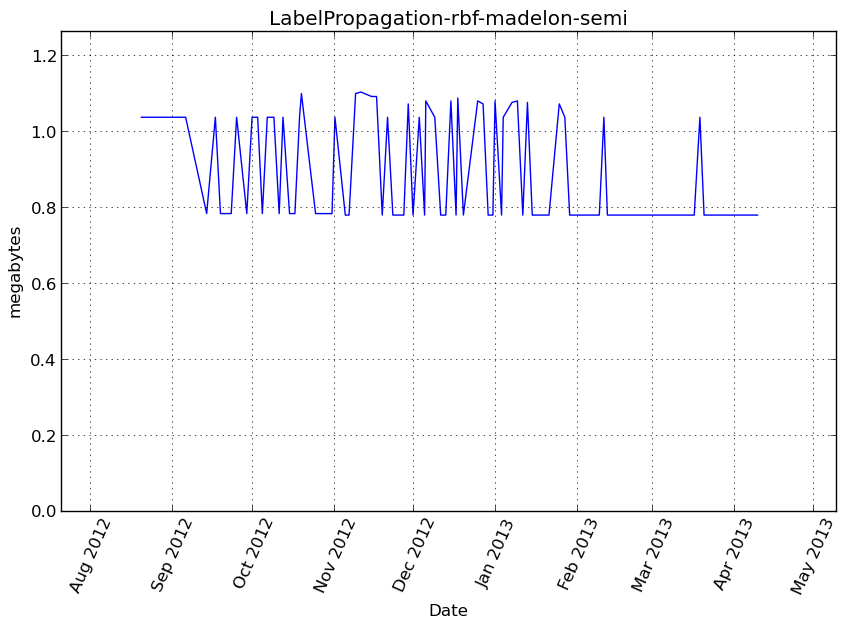 LabelPropagation-rbf-madelon-semi
1.2
1.0
0.8
0.6
0.4
0.2
0.0
megabytes
Aug 2012
Sep 2012
Oct 2012
Nov 2012
Dec 2012
Jan 2013
Feb 2013
Mar 2013
Apr 2013
May 2013
Date